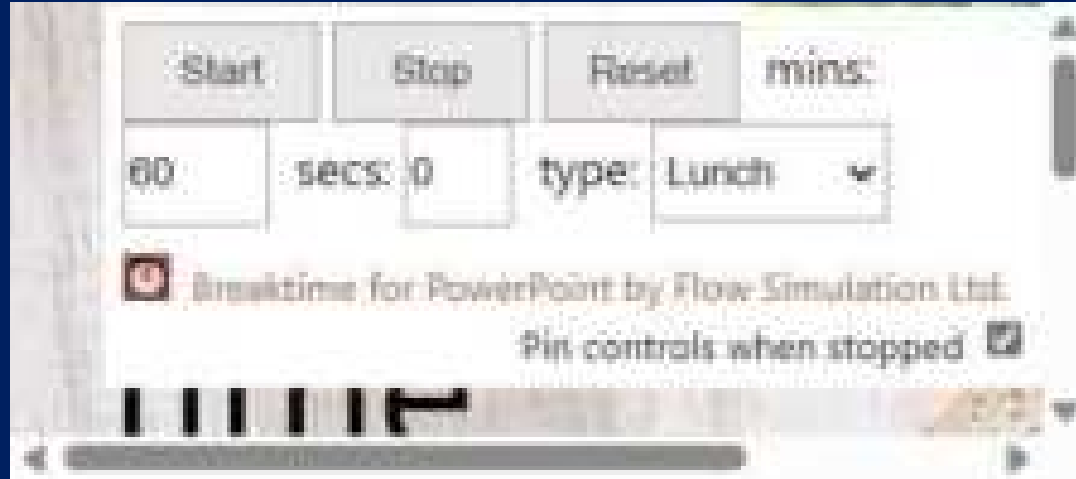 Start Stop Reset mins:
60 secs: 0 type: Lunch
Breaktime for PowerPoint by Flow Simulation Ltd.
Pin controls when stopped